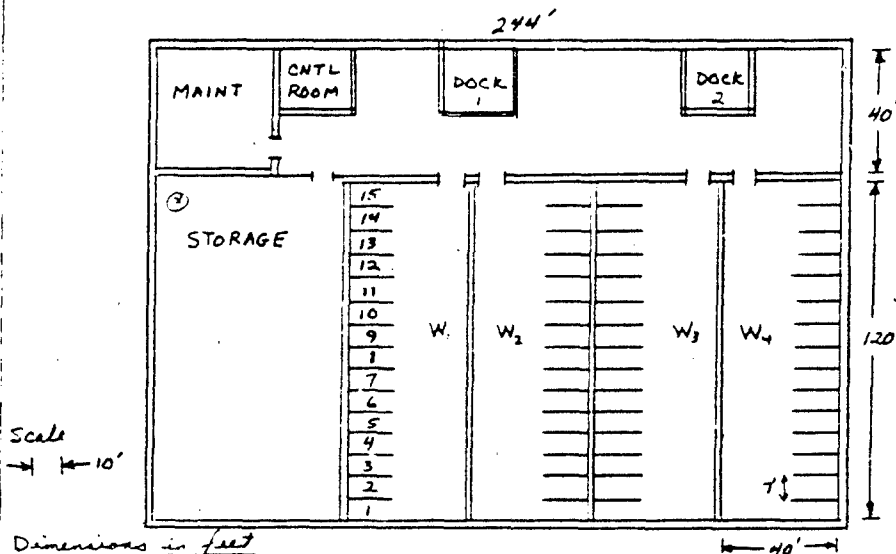 244'
MAINT
CNTL
ROOM
DOCK
1
DOCK
2
40
STORAGE
15
14
13
12
11
10
9
8
7
6
5
4
3
2
1
W1
W2
W3
W4
120
Scale
10'
Dimensions in feet
40'